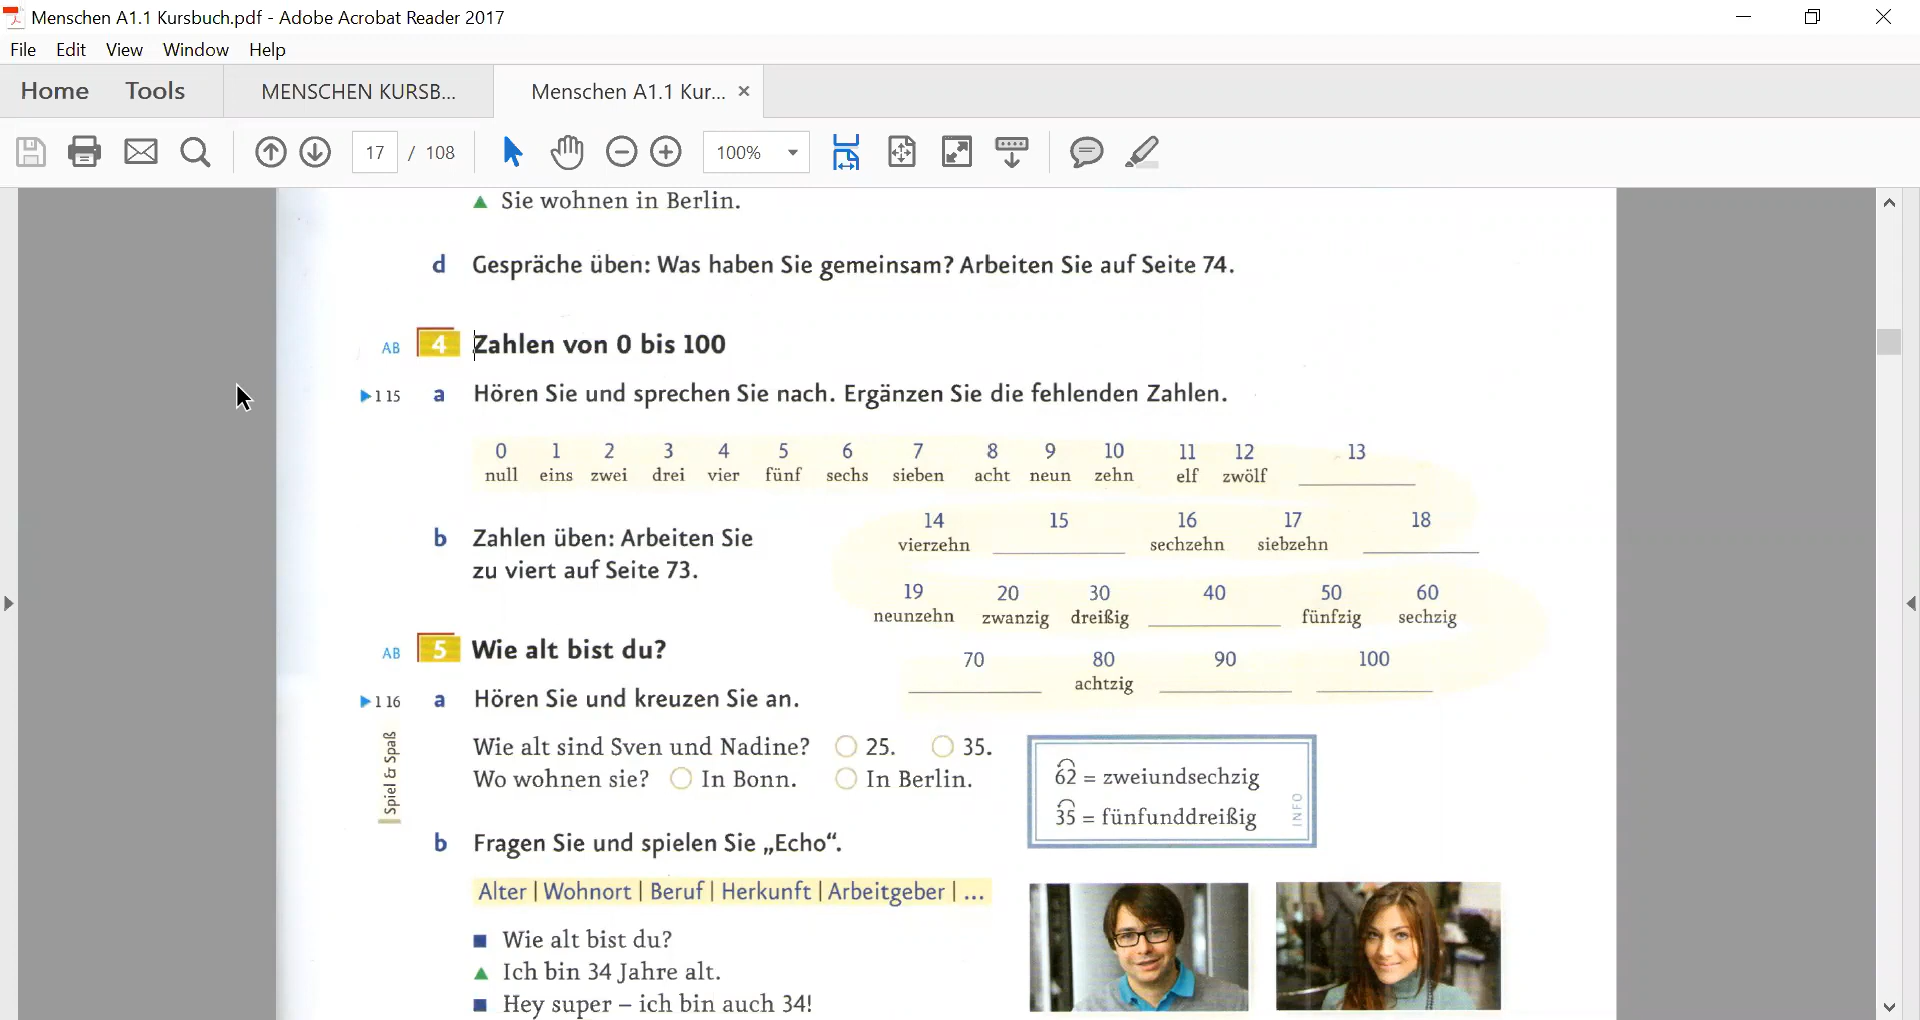 Menschen A1.1 Kursbuch.pdf - Adobe Acrobat Reader 2017
File Edit View Window Help
Home Tools MENSCHEN KURSB... Menschen A1.1 Kur... ×
17 / 108 100%
▲ Sie wohnen in Berlin.
d Gespräche üben: Was haben Sie gemeinsam? Arbeiten Sie auf Seite 74.
AB 4 Zahlen von 0 bis 100
▶1 15 a Hören Sie und sprechen Sie nach. Ergänzen Sie die fehlenden Zahlen.
0 1 2 3 4 5 6 7 8 9 10 11 12 13
null eins zwei drei vier fünf sechs sieben acht neun zehn elf zwölf
14 15 16 17 18
vierzehn sechzehn siebzehn
b Zahlen üben: Arbeiten Sie
zu viert auf Seite 73.
19 20 30 40 50 60
neunzehn zwanzig dreißig fünfzig sechzig
70 80 90 100
achtzig
AB 5 Wie alt bist du?
▶1 16 a Hören Sie und kreuzen Sie an.
Spiel & Spaß
Wie alt sind Sven und Nadine? 25. 35.
Wo wohnen sie? In Bonn. In Berlin.
62 = zweiundsechzig
35 = fünfunddreißig
INFO
b Fragen Sie und spielen Sie „Echo“.
Alter | Wohnort | Beruf | Herkunft | Arbeitgeber | ...
■ Wie alt bist du?
▲ Ich bin 34 Jahre alt.
■ Hey super – ich bin auch 34!